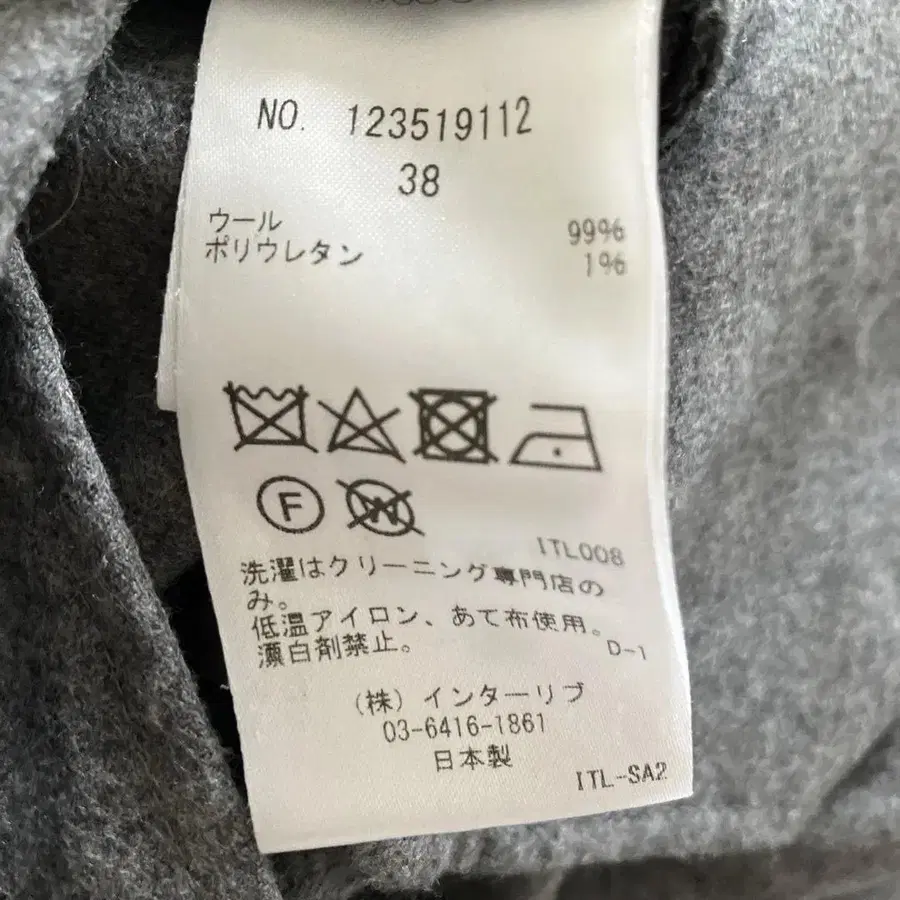 NO. 123519112
38
ウール 99%
ポリウレタン 1%
F W
ITL008
洗濯はクリーニング専門店の
み。
低温アイロン、あて布使用。
漂白剤禁止。
D-1
(株)インターリブ
03-6416-1861
日本製
ITL-SA2